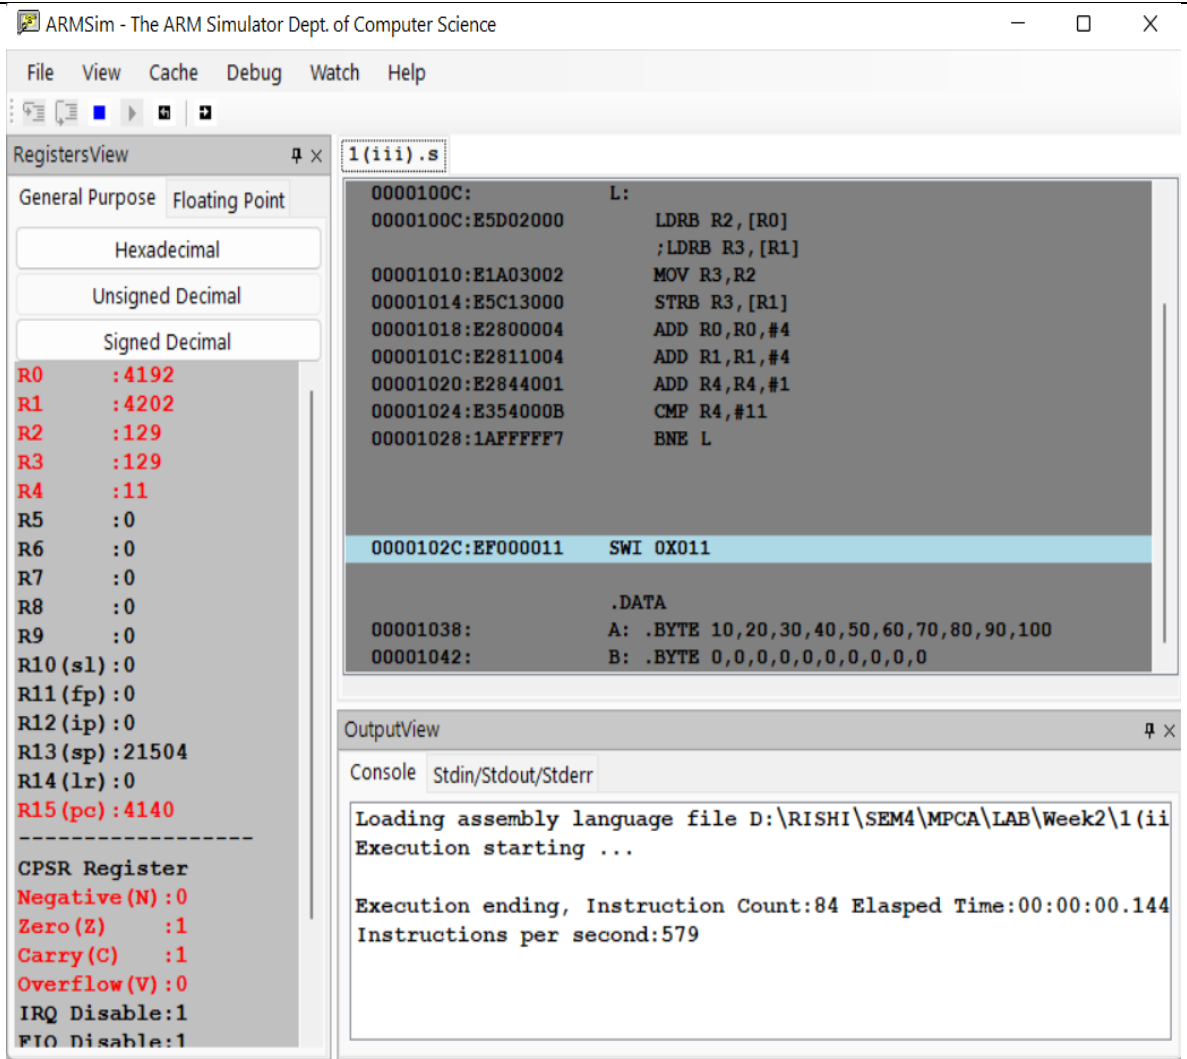 ARMSim - The ARM Simulator Dept. of Computer Science
File View Cache Debug Watch Help
RegistersView
General Purpose Floating Point
Hexadecimal
Unsigned Decimal
Signed Decimal
R0 :4192
R1 :4202
R2 :129
R3 :129
R4 :11
R5 :0
R6 :0
R7 :0
R8 :0
R9 :0
R10(sl):0
R11(fp):0
R12(ip):0
R13(sp):21504
R14(lr):0
R15(pc):4140
------------------
CPSR Register
Negative(N):0
Zero(Z) :1
Carry(C) :1
Overflow(V):0
IRQ Disable:1
FIQ Disable:1
1(iii).s
0000100C: L:
0000100C:E5D02000 LDRB R2,[R0]
;LDRB R3,[R1]
00001010:E1A03002 MOV R3,R2
00001014:E5C13000 STRB R3,[R1]
00001018:E2800004 ADD R0,R0,#4
0000101C:E2811004 ADD R1,R1,#4
00001020:E2844001 ADD R4,R4,#1
00001024:E354000B CMP R4,#11
00001028:1AFFFFF7 BNE L
0000102C:EF000011 SWI 0X011
.DATA
00001038: A: .BYTE 10,20,30,40,50,60,70,80,90,100
00001042: B: .BYTE 0,0,0,0,0,0,0,0,0,0
OutputView
Console Stdin/Stdout/Stderr
Loading assembly language file D:\RISHI\SEM4\MPCA\LAB\Week2\1(ii
Execution starting ...
Execution ending, Instruction Count:84 Elasped Time:00:00:00.144
Instructions per second:579